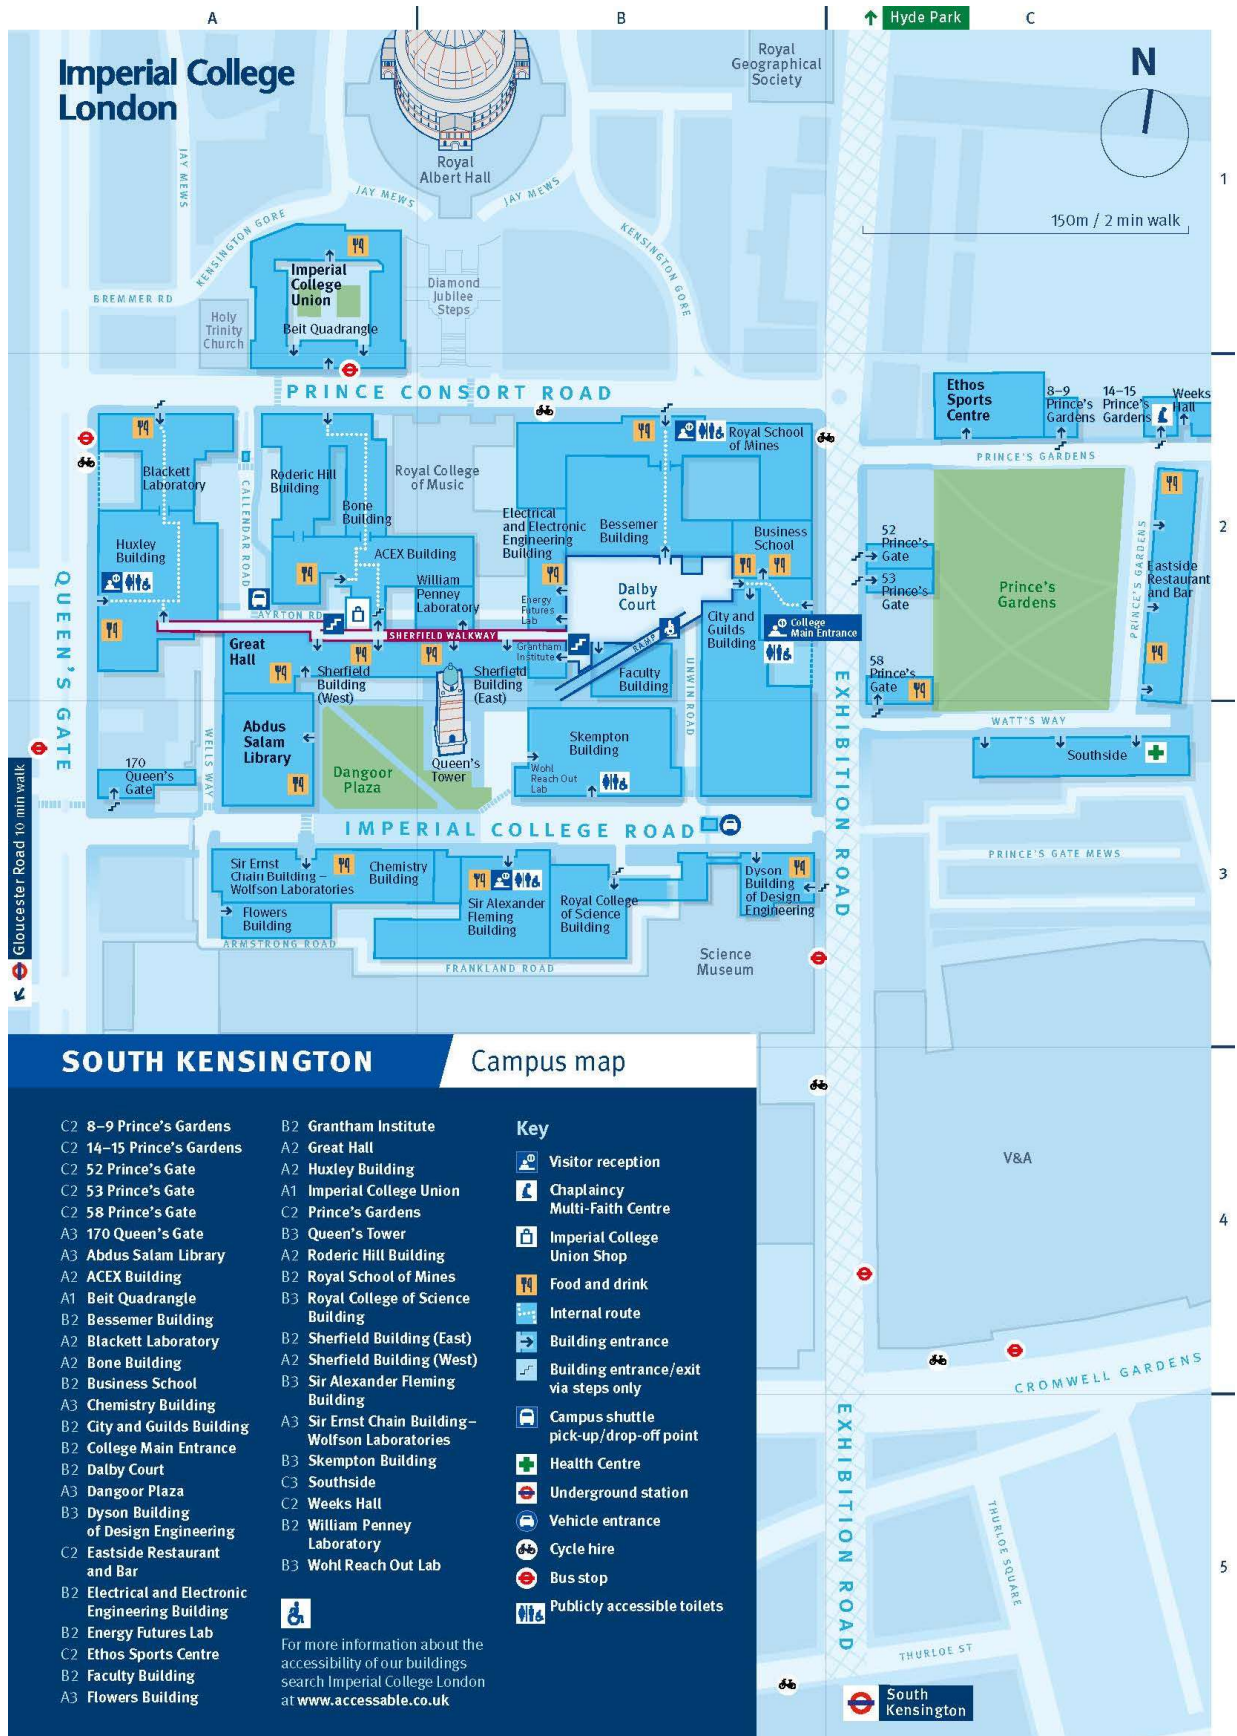 A
B
Hyde Park
C
Imperial College
London
Royal
Geographical
Society
N
Royal
Albert Hall
JAY MEWS
JAY MEWS
JAY MEWS
1
150m / 2 min walk
KENSINGTON GORE
KENSINGTON GORE
BREMMER RD
Imperial
College
Union
Beit Quadrangle
Holy
Trinity
Church
Diamond
Jubilee
Steps
PRINCE CONSORT ROAD
Ethos
Sports
Centre
8–9
Prince's
Gardens
14–15
Prince's
Gardens
Weeks
Hall
PRINCE'S GARDENS
Blackett
Laboratory
CALLENDAR ROAD
Roderic Hill
Building
Bone
Building
Royal College
of Music
Royal School
of Mines
Electrical
and Electronic
Engineering
Building
Bessemer
Building
Business
School
2
Huxley
Building
ACEX Building
William
Penney
Laboratory
Energy
Futures
Lab
Dalby
Court
52
Prince's
Gate
53
Prince's
Gate
Prince's
Gardens
PRINCE'S GARDENS
Eastside
Restaurant
and Bar
AYRTON RD
SHERFIELD WALKWAY
Grantham
Institute
RAMP
City and
Guilds
Building
College
Main Entrance
QUEEN'S GATE
Great
Hall
Sherfield
Building
(West)
Sherfield
Building
(East)
Faculty
Building
UNWIN ROAD
58
Prince's
Gate
EXHIBITION ROAD
WATT'S WAY
Abdus
Salam
Library
WELLS WAY
170
Queen's
Gate
Dangoor
Plaza
Queen's
Tower
Skempton
Building
Wohl
Reach Out
Lab
Southside
Gloucester Road 10 min walk
IMPERIAL COLLEGE ROAD
PRINCE'S GATE MEWS
3
Sir Ernst
Chain Building –
Wolfson Laboratories
Chemistry
Building
Flowers
Building
Sir Alexander
Fleming
Building
Royal College
of Science
Building
Dyson
Building
of Design
Engineering
ARMSTRONG ROAD
FRANKLAND ROAD
Science
Museum
SOUTH KENSINGTON
Campus map
C2 8–9 Prince's Gardens
C2 14–15 Prince's Gardens
C2 52 Prince's Gate
C2 53 Prince's Gate
C2 58 Prince's Gate
A3 170 Queen's Gate
A3 Abdus Salam Library
A2 ACEX Building
A1 Beit Quadrangle
B2 Bessemer Building
A2 Blackett Laboratory
A2 Bone Building
B2 Business School
A3 Chemistry Building
B2 City and Guilds Building
B2 College Main Entrance
B2 Dalby Court
A3 Dangoor Plaza
B3 Dyson Building
of Design Engineering
C2 Eastside Restaurant
and Bar
B2 Electrical and Electronic
Engineering Building
B2 Energy Futures Lab
C2 Ethos Sports Centre
B2 Faculty Building
A3 Flowers Building
B2 Grantham Institute
A2 Great Hall
A2 Huxley Building
A1 Imperial College Union
C2 Prince's Gardens
B3 Queen's Tower
A2 Roderic Hill Building
B2 Royal School of Mines
B3 Royal College of Science
Building
B2 Sherfield Building (East)
A2 Sherfield Building (West)
B3 Sir Alexander Fleming
Building
A3 Sir Ernst Chain Building–
Wolfson Laboratories
B3 Skempton Building
C3 Southside
C2 Weeks Hall
B2 William Penney
Laboratory
B3 Wohl Reach Out Lab
For more information about the
accessibility of our buildings
search Imperial College London
at www.accessable.co.uk
Key
Visitor reception
Chaplaincy
Multi-Faith Centre
Imperial College
Union Shop
Food and drink
Internal route
Building entrance
Building entrance/exit
via steps only
Campus shuttle
pick-up/drop-off point
Health Centre
Underground station
Vehicle entrance
Cycle hire
Bus stop
Publicly accessible toilets
V&A
4
CROMWELL GARDENS
EXHIBITION ROAD
THURLOE SQUARE
5
THURLOE ST
South
Kensington